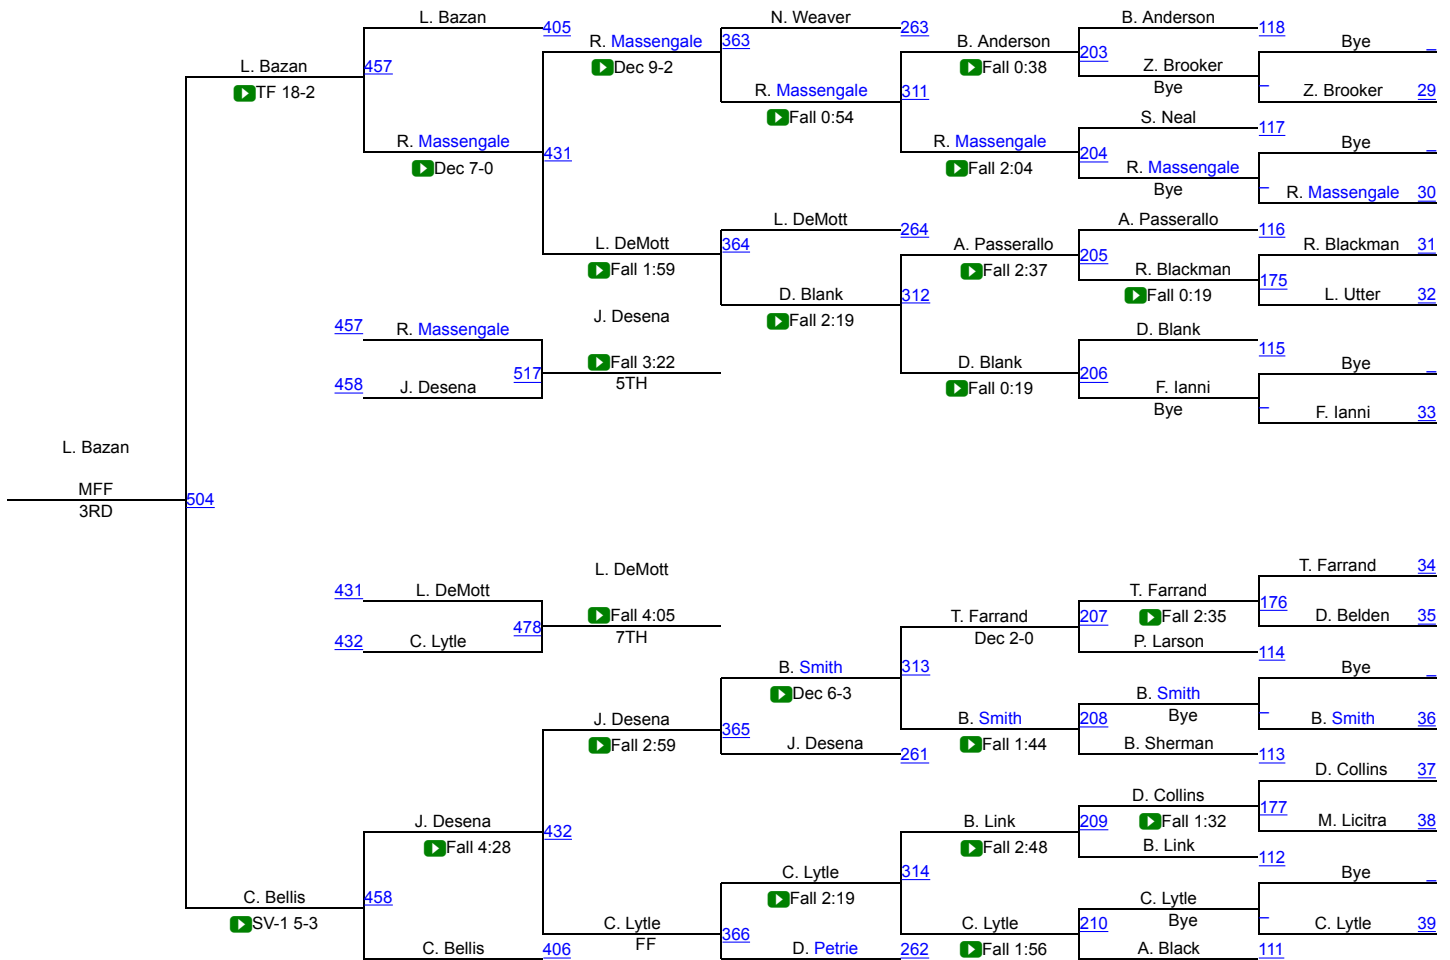 L. Bazan
405
N. Weaver
263
B. Anderson
118
R. Massengale
363
B. Anderson
Bye
_
Dec 9-2
Fall 0:38
203
Z. Brooker
L. Bazan
457
Bye
_
Z. Brooker
29
TF 18-2
R. Massengale
311
Fall 0:54
S. Neal
117
R. Massengale
431
R. Massengale
204
Bye
_
Dec 7-0
Fall 2:04
R. Massengale
Bye
_
R. Massengale
30
L. DeMott
264
A. Passerallo
116
L. DeMott
364
A. Passerallo
205
R. Blackman
31
Fall 1:59
Fall 2:37
R. Blackman
175
D. Blank
312
Fall 0:19
L. Utter
32
J. Desena
Fall 2:19
457
R. Massengale
D. Blank
115
Fall 3:22
D. Blank
206
Bye
_
517
5TH
Fall 0:19
F. Ianni
458
J. Desena
Bye
_
F. Ianni
33
L. Bazan
MFF
504
3RD
L. DeMott
T. Farrand
34
431
L. DeMott
T. Farrand
176
Fall 4:05
T. Farrand
207
Fall 2:35
D. Belden
35
478
7TH
Dec 2-0
P. Larson
114
432
C. Lytle
B. Smith
313
Bye
_
Dec 6-3
B. Smith
J. Desena
365
B. Smith
208
Bye
_
B. Smith
36
Fall 2:59
J. Desena
261
Fall 1:44
B. Sherman
113
D. Collins
37
D. Collins
177
J. Desena
432
B. Link
209
Fall 1:32
M. Licitra
38
Fall 4:28
Fall 2:48
B. Link
112
C. Lytle
314
Bye
_
C. Bellis
458
Fall 2:19
C. Lytle
SV-1 5-3
C. Lytle
366
C. Lytle
210
Bye
_
C. Lytle
39
FF
C. Bellis
406
D. Petrie
262
Fall 1:56
A. Black
111